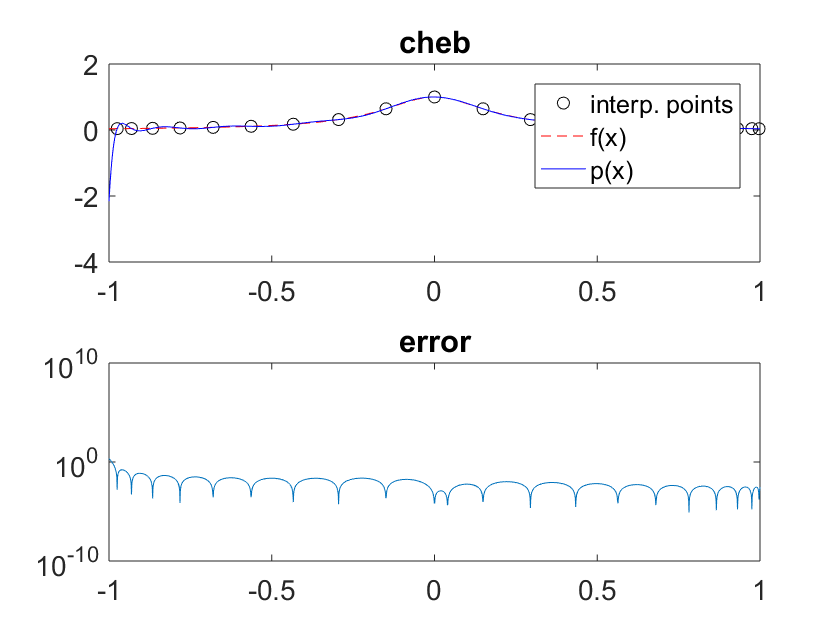 cheb
2
0
-2
-4
-1 -0.5 0 0.5 1
interp. points
f(x)
p(x)
error
10^10
10^0
10^-10
-1 -0.5 0 0.5 1